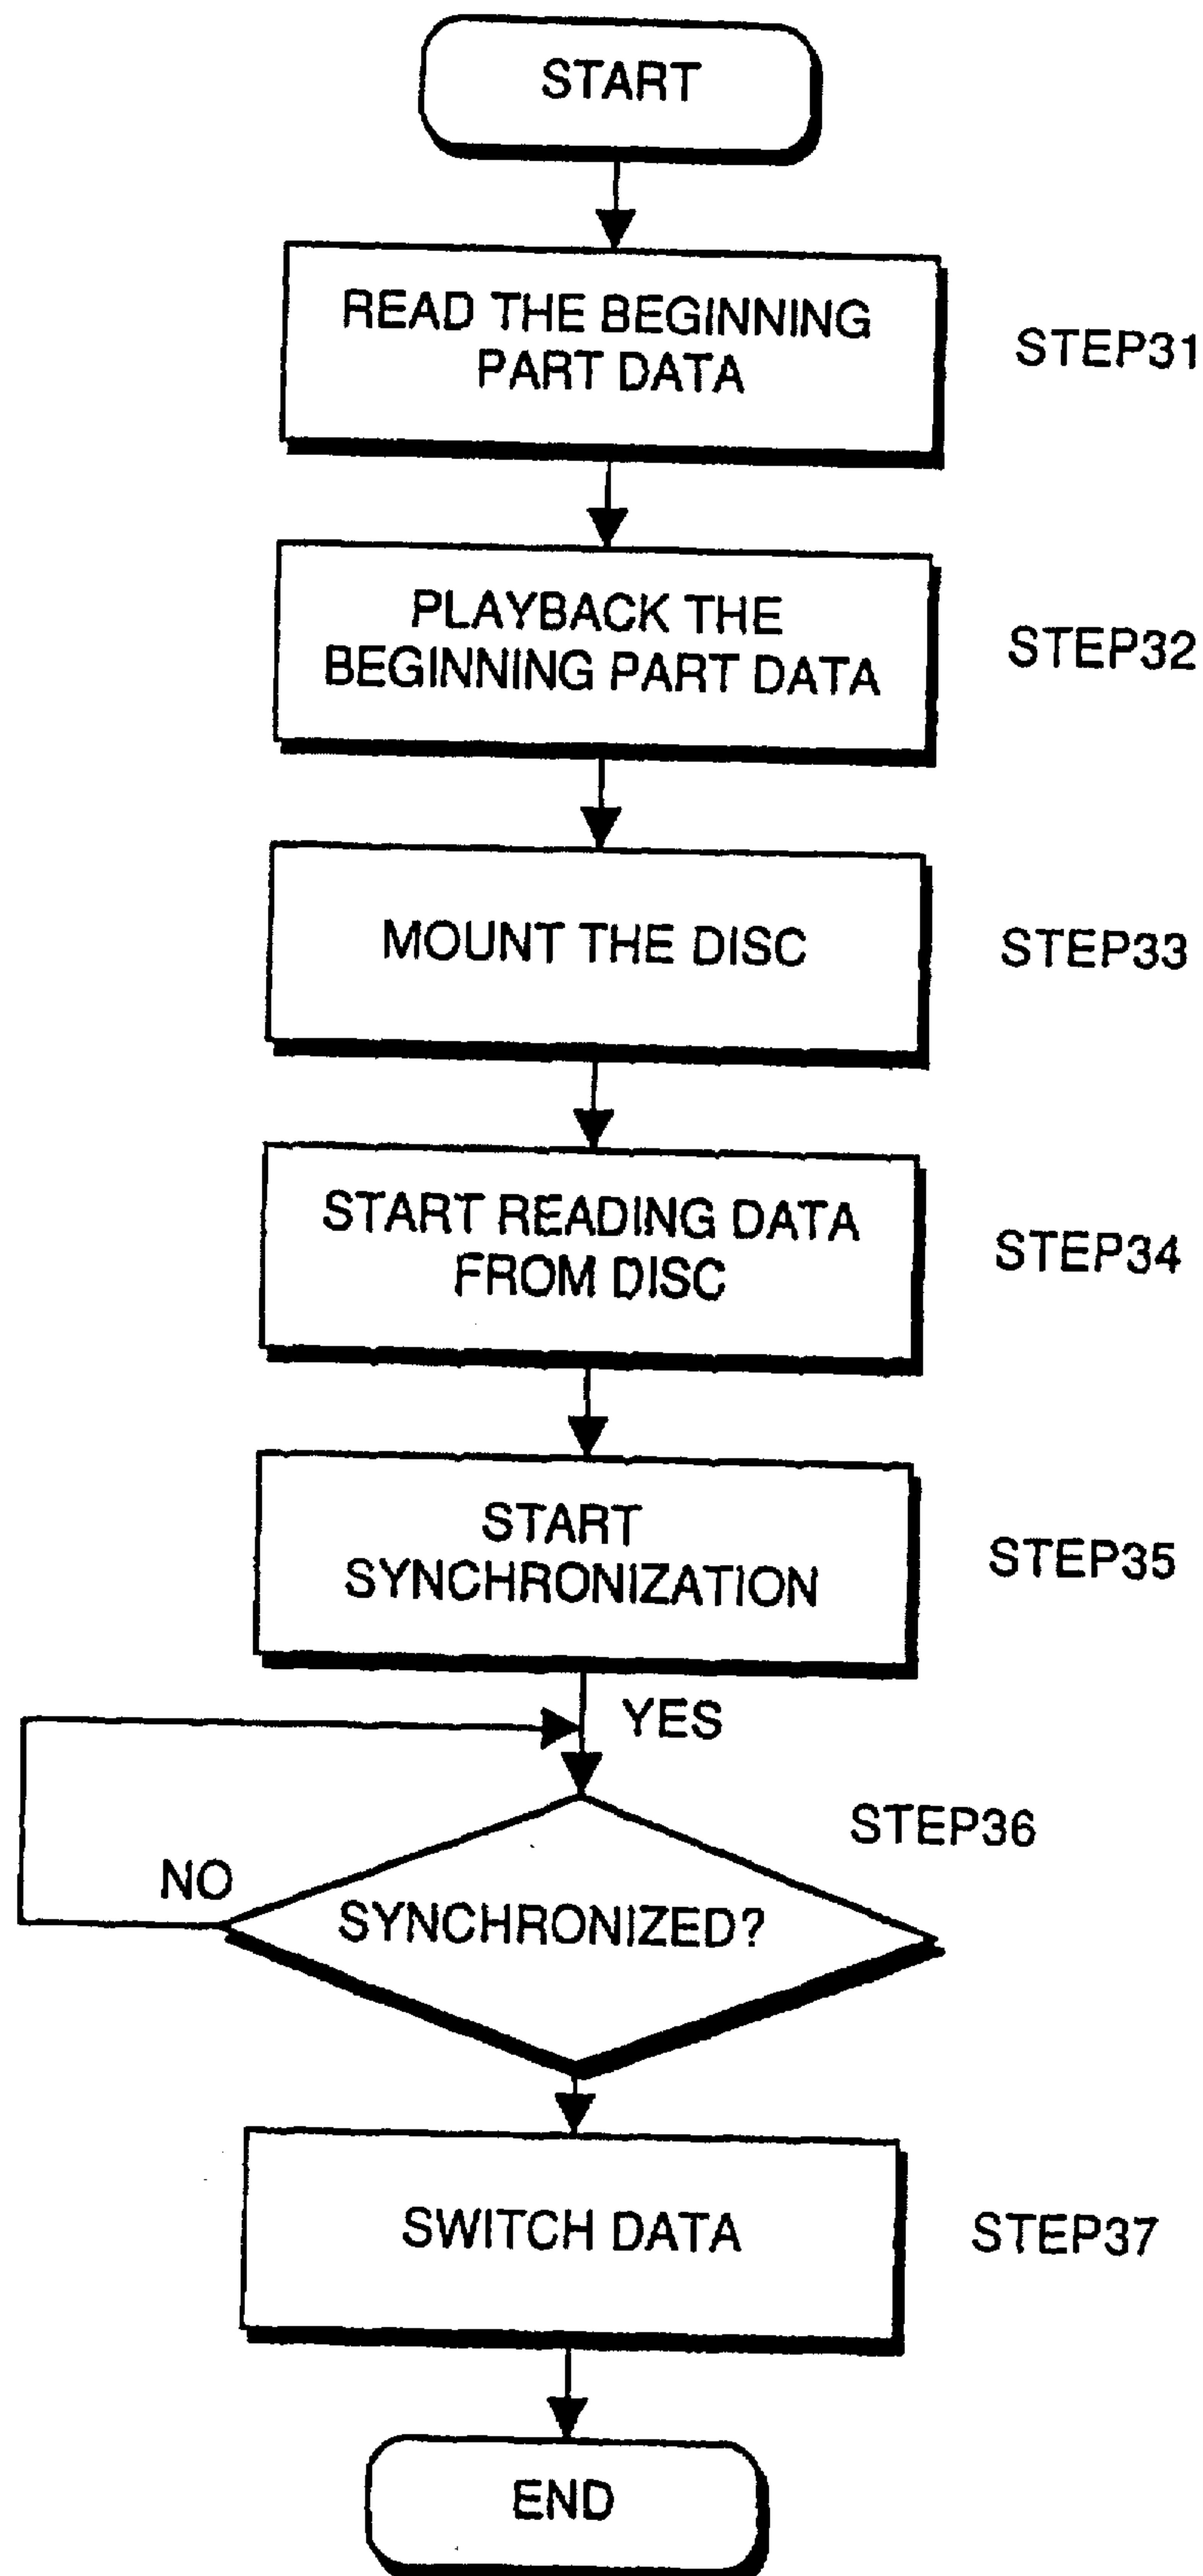 START
READ THE BEGINNING
PART DATA
STEP31
PLAYBACK THE
BEGINNING PART DATA
STEP32
MOUNT THE DISC
STEP33
START READING DATA
FROM DISC
STEP34
START
SYNCHRONIZATION
STEP35
YES
STEP36
NO
SYNCHRONIZED?
SWITCH DATA
STEP37
END